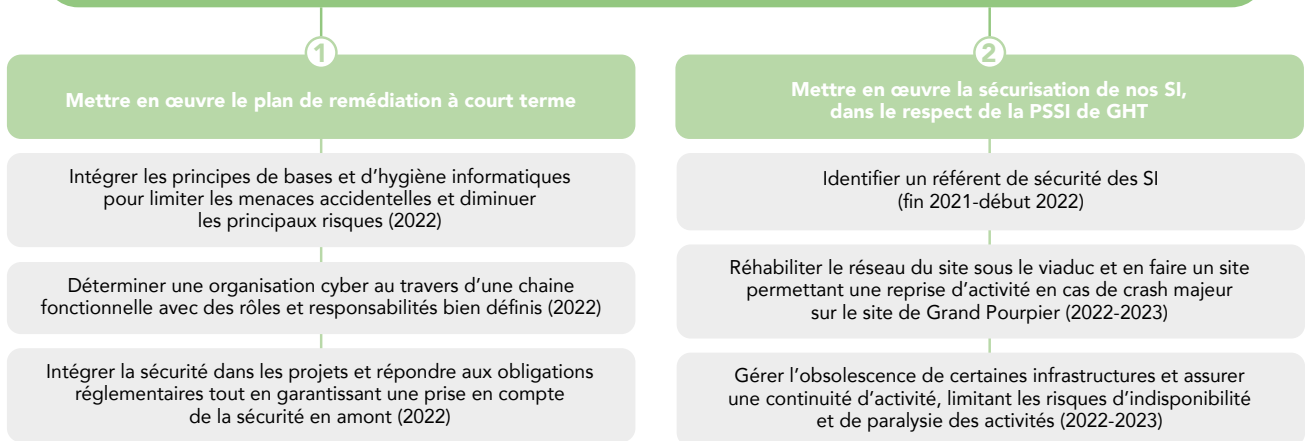 1
Mettre en œuvre le plan de remédiation à court terme
Intégrer les principes de bases et d’hygiène informatiques
pour limiter les menaces accidentelles et diminuer
les principaux risques (2022)
Déterminer une organisation cyber au travers d’une chaine
fonctionnelle avec des rôles et responsabilités bien définis (2022)
Intégrer la sécurité dans les projets et répondre aux obligations
réglementaires tout en garantissant une prise en compte
de la sécurité en amont (2022)
2
Mettre en œuvre la sécurisation de nos SI,
dans le respect de la PSSI de GHT
Identifier un référent de sécurité des SI
(fin 2021-début 2022)
Réhabiliter le réseau du site sous le viaduc et en faire un site
permettant une reprise d’activité en cas de crash majeur
sur le site de Grand Pourpier (2022-2023)
Gérer l’obsolescence de certaines infrastructures et assurer
une continuité d’activité, limitant les risques d’indisponibilité
et de paralysie des activités (2022-2023)